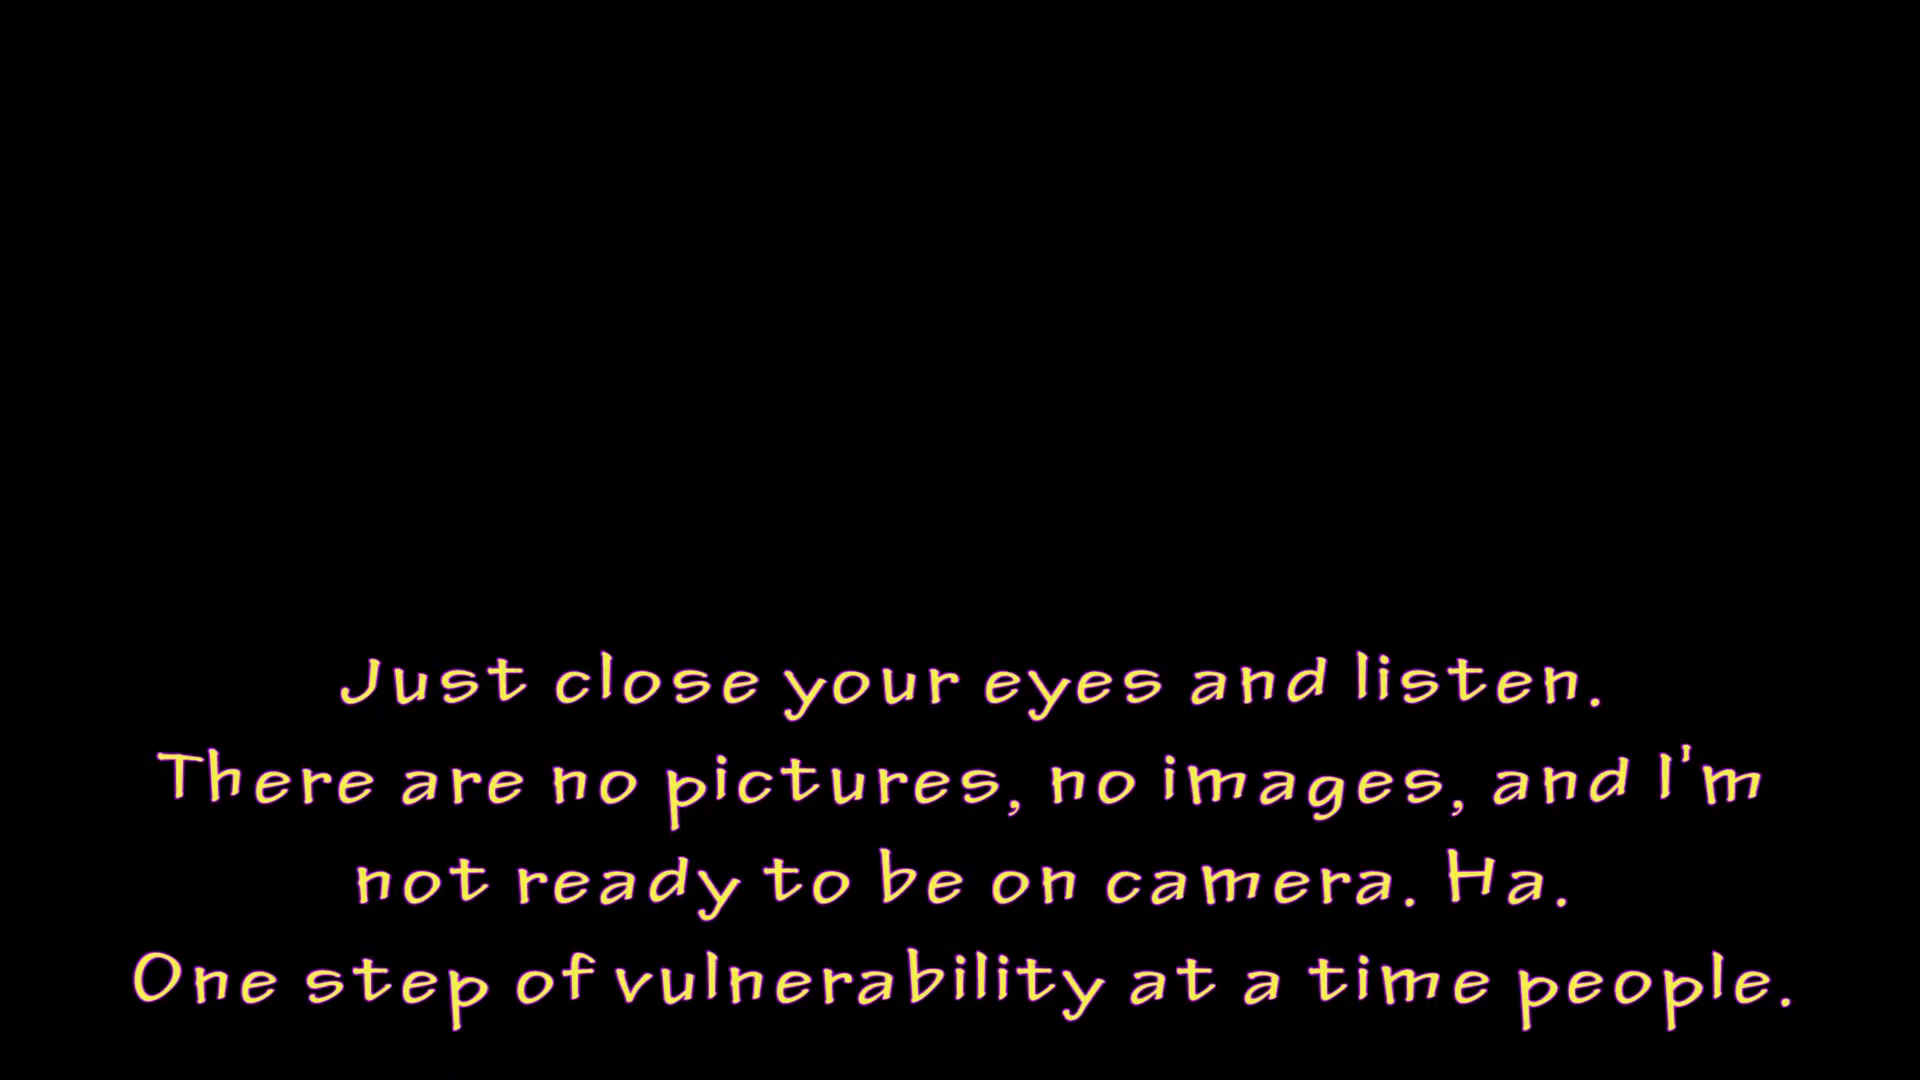 Just close your eyes and listen.
There are no pictures, no images, and I'm
not ready to be on camera. Ha.
One step of vulnerability at a time people.